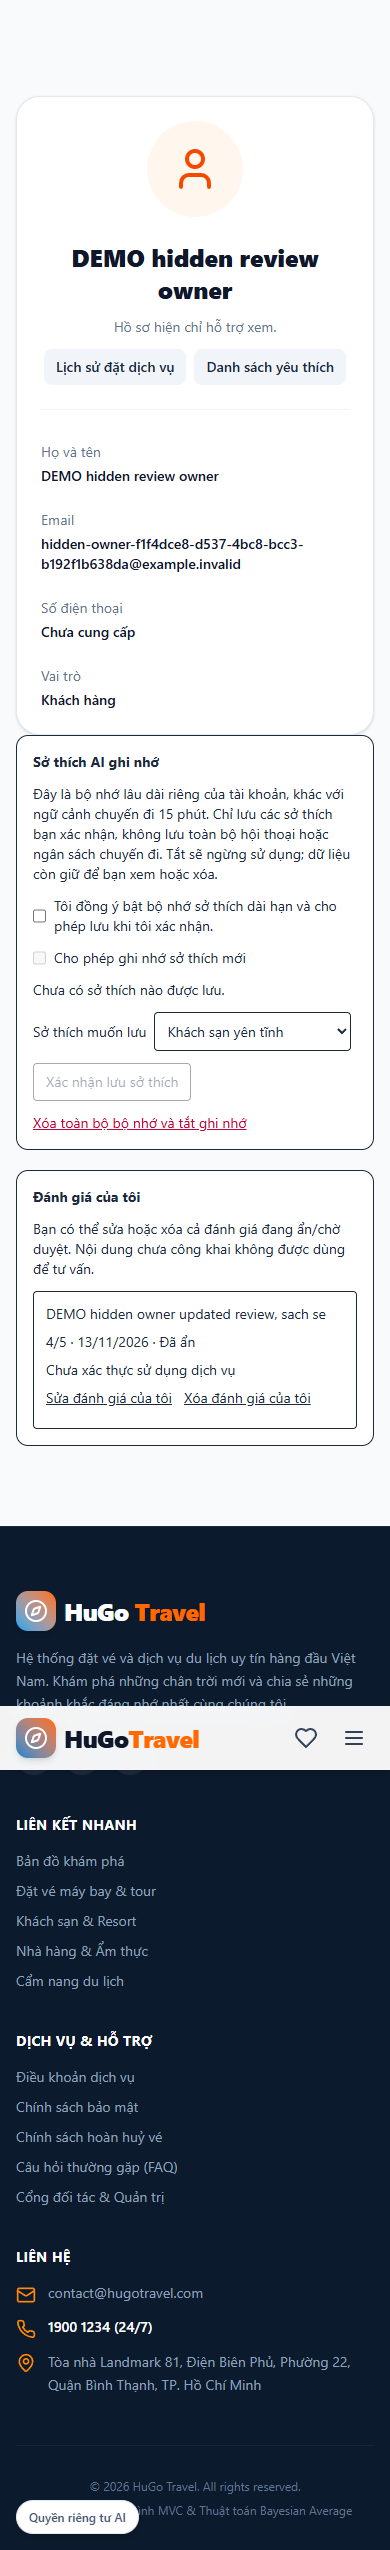 DEMO hidden review
owner
Hồ sơ hiện chỉ hỗ trợ xem.
Lịch sử đặt dịch vụ
Danh sách yêu thích
Họ và tên
DEMO hidden review owner
Email
hidden-owner-f1f4dce8-d537-4bc8-bcc3-
b192f1b638da@example.invalid
Số điện thoại
Chưa cung cấp
Vai trò
Khách hàng
Sở thích AI ghi nhớ
Đây là bộ nhớ lâu dài riêng của tài khoản, khác với
ngữ cảnh chuyến đi 15 phút. Chỉ lưu các sở thích
bạn xác nhận, không lưu toàn bộ hội thoại hoặc
ngân sách chuyến đi. Tắt sẽ ngừng sử dụng; dữ liệu
còn giữ để bạn xem hoặc xóa.
Tôi đồng ý bật bộ nhớ sở thích dài hạn và cho
phép lưu khi tôi xác nhận.
Cho phép ghi nhớ sở thích mới
Chưa có sở thích nào được lưu.
Sở thích muốn lưu Khách sạn yên tĩnh
Xác nhận lưu sở thích
Xóa toàn bộ bộ nhớ và tắt ghi nhớ
Đánh giá của tôi
Bạn có thể sửa hoặc xóa cả đánh giá đang ẩn/chờ
duyệt. Nội dung chưa công khai không được dùng
để tư vấn.
DEMO hidden owner updated review, sach se
4/5 · 13/11/2026 · Đã ẩn
Chưa xác thực sử dụng dịch vụ
Sửa đánh giá của tôi Xóa đánh giá của tôi
HuGo Travel
Hệ thống đặt vé và dịch vụ du lịch uy tín hàng đầu Việt
Nam. Khám phá những chân trời mới và chia sẻ những
khoảnh khắc đáng nhớ nhất cùng chúng tôi
HuGoTravel
LIÊN KẾT NHANH
Bản đồ khám phá
Đặt vé máy bay & tour
Khách sạn & Resort
Nhà hàng & Ẩm thực
Cẩm nang du lịch
DỊCH VỤ & HỖ TRỢ
Điều khoản dịch vụ
Chính sách bảo mật
Chính sách hoàn huỷ vé
Câu hỏi thường gặp (FAQ)
Cổng đối tác & Quản trị
LIÊN HỆ
contact@hugotravel.com
1900 1234 (24/7)
Tòa nhà Landmark 81, Điện Biên Phủ, Phường 22,
Quận Bình Thạnh, TP. Hồ Chí Minh
© 2026 HuGo Travel. All rights reserved.
MVC & Thuật toán Bayesian Average
Quyền riêng tư AI